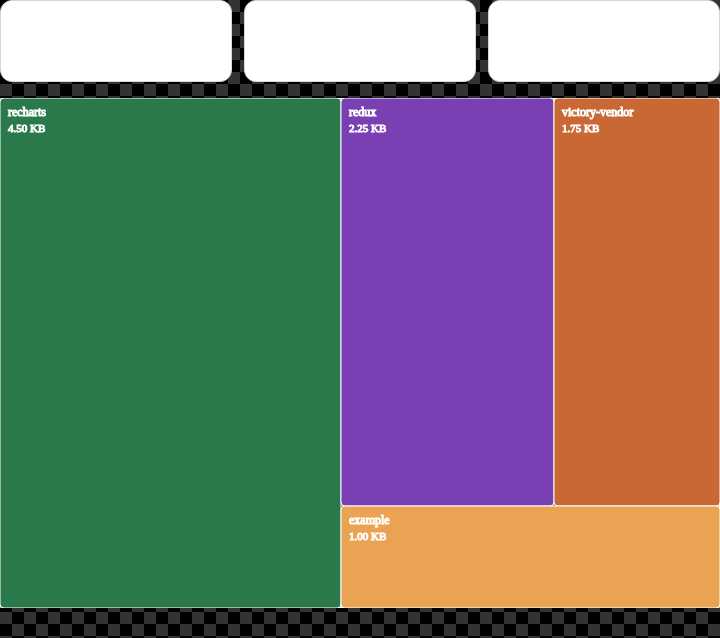 recharts
4.50 KB
redux
2.25 KB
victory-vendor
1.75 KB
example
1.00 KB